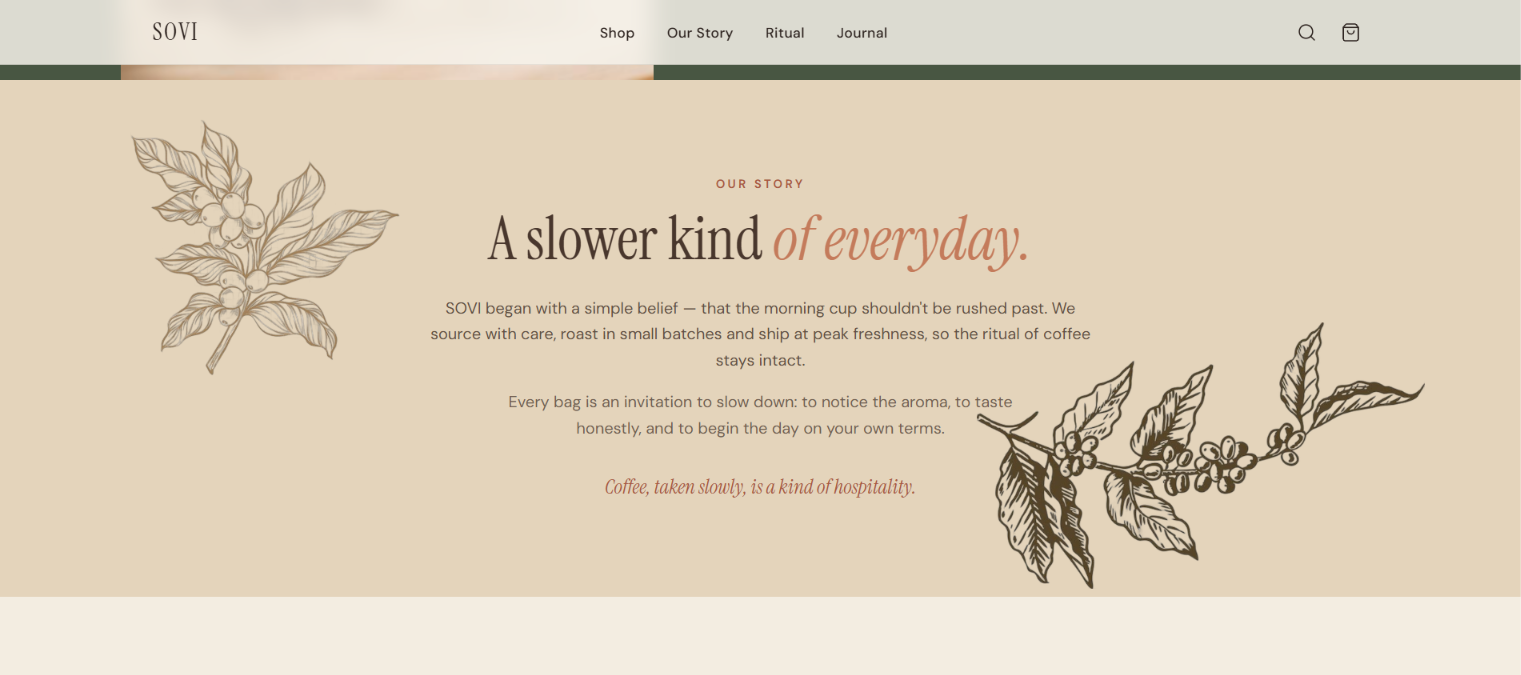 SOVI
Shop
Our Story
Ritual
Journal
OUR STORY
A slower kind of everyday.
SOVI began with a simple belief — that the morning cup shouldn't be rushed past. We
source with care, roast in small batches and ship at peak freshness, so the ritual of coffee
stays intact.
Every bag is an invitation to slow down: to notice the aroma, to taste
honestly, and to begin the day on your own terms.
Coffee, taken slowly, is a kind of hospitality.